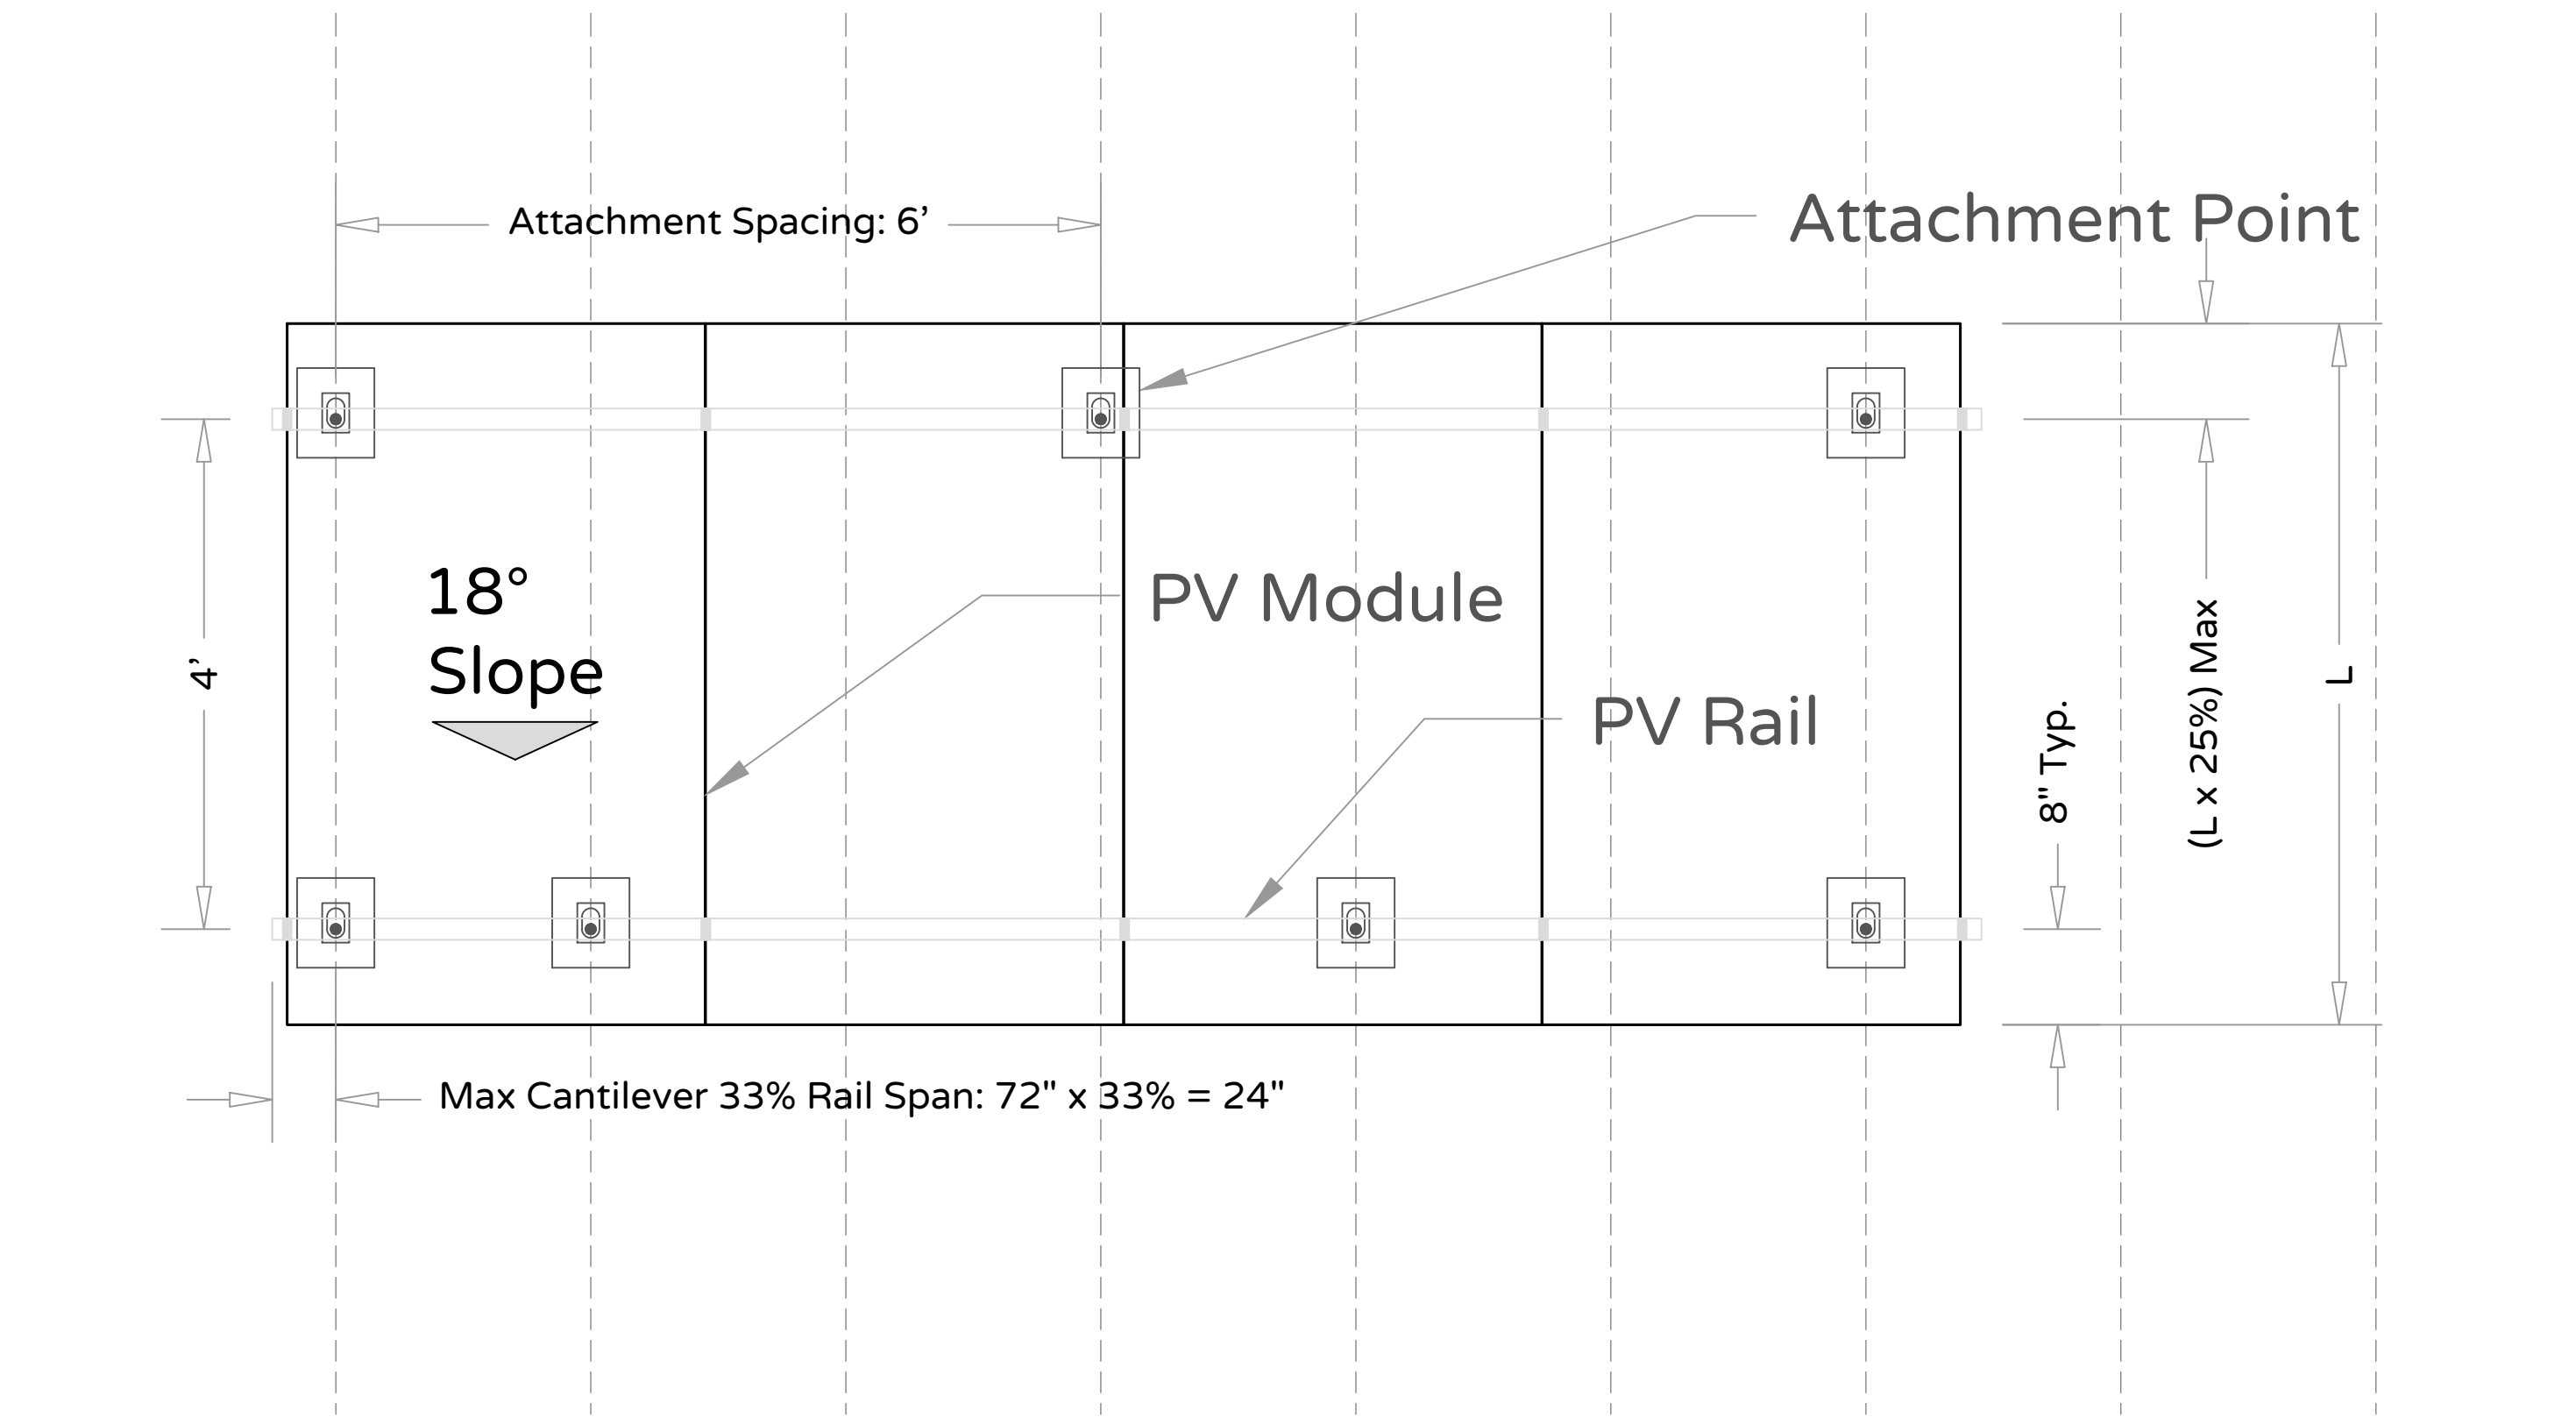 Attachment Spacing: 6’
Attachment Point
18°
Slope
PV Module
PV Rail
4’
8" Typ.
(L x 25%) Max
L
Max Cantilever 33% Rail Span: 72" x 33% = 24"